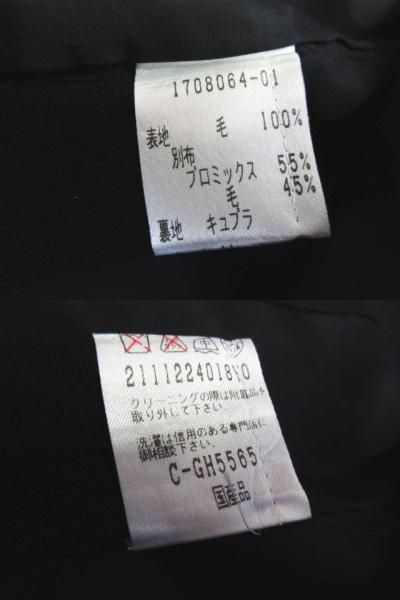 1708064-01
表地 毛 100%
別布
プロミックス 55%
毛 45%
裏地 キュプラ
2111224018Y0
クリーニングの際は附属品を
取り外して下さい。
洗濯は信用のある専門店に
御相談下さい。
C-GH5565
国産品